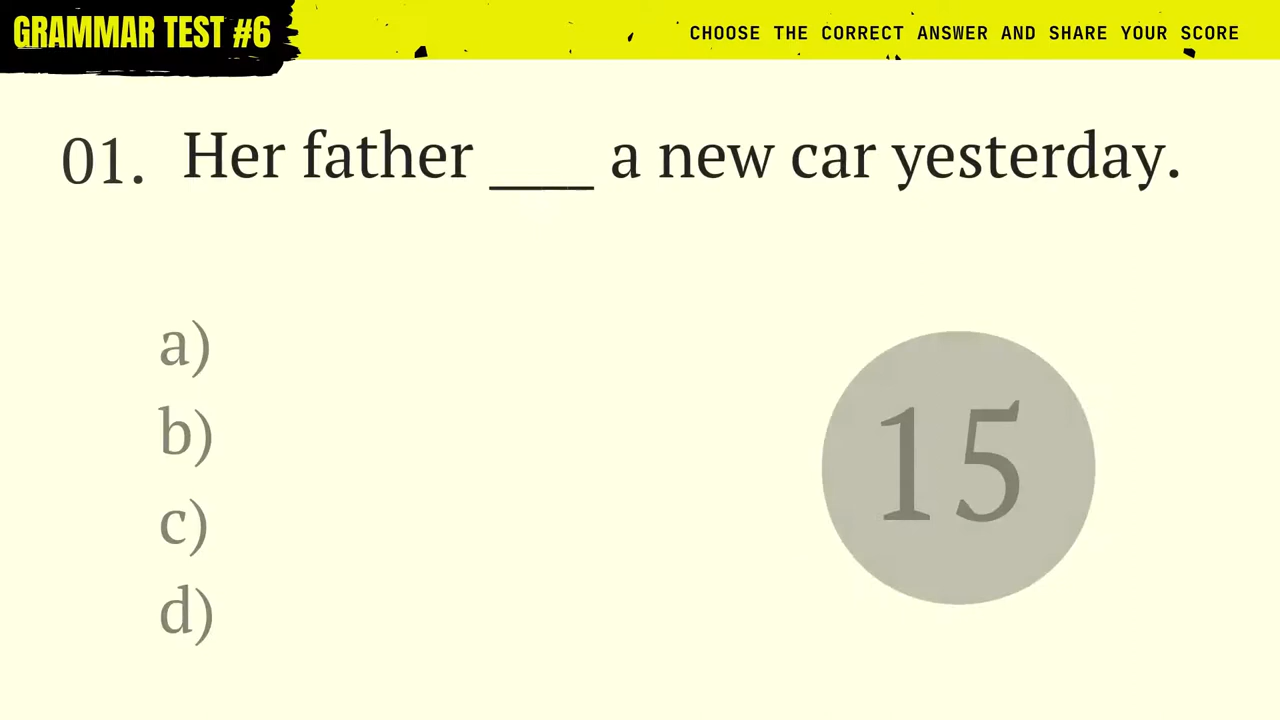 GRAMMAR TEST #6
CHOOSE THE CORRECT ANSWER AND SHARE YOUR SCORE
01. Her father ____ a new car yesterday.
a)
b)
15
c)
d)